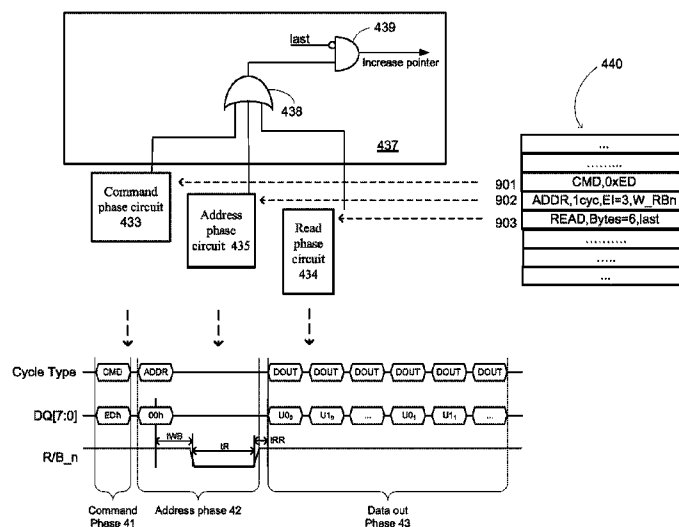 439
last
Increase pointer
440
438
437
...
.........
901 CMD,0xED
902 ADDR,1cyc,EI=3,W_RBn
903 READ,Bytes=6,last
..........
.....
...
Command phase circuit 433
Address phase circuit 435
Read phase circuit 434
Cycle Type CMD ADDR DOUT DOUT DOUT DOUT DOUT DOUT
DQ[7:0] EDh 00h U0₀ U1₀ ... U0₁ U1₁ ...
tWB tR tRR
R/B_n
Command Phase 41
Address phase 42
Data out Phase 43